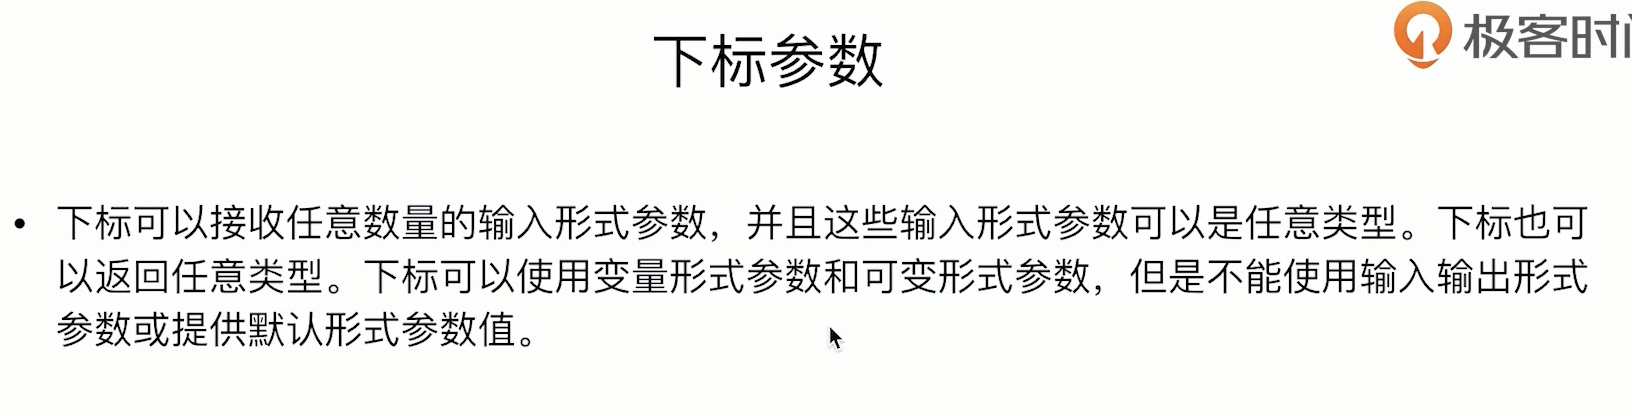 极客时
下标参数
• 下标可以接收任意数量的输入形式参数，并且这些输入形式参数可以是任意类型。下标也可
以返回任意类型。下标可以使用变量形式参数和可变形式参数，但是不能使用输入输出形式
参数或提供默认形式参数值。